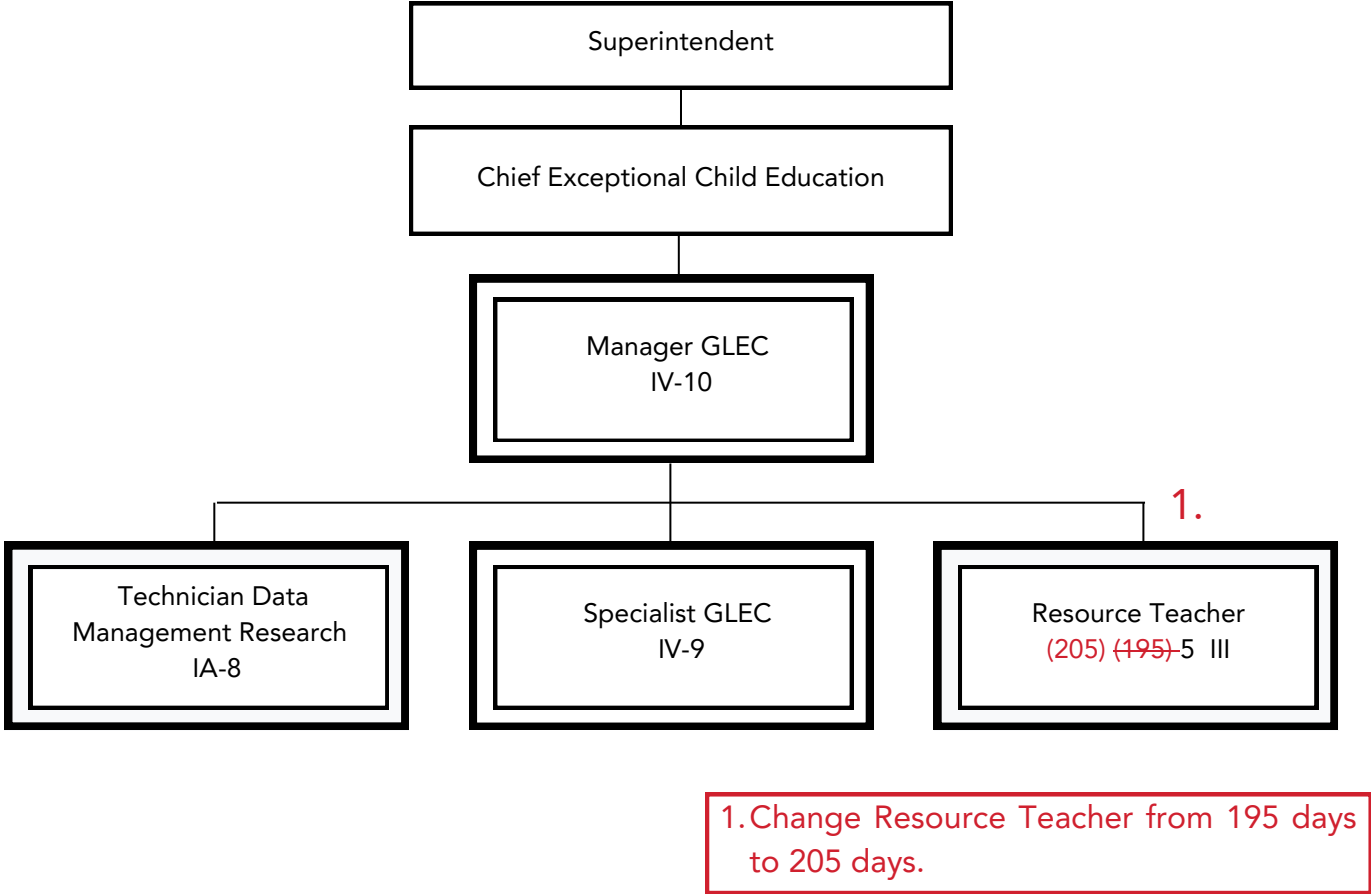 Superintendent
Chief Exceptional Child Education
Manager GLEC
IV-10
1.
Technician Data
Management Research
IA-8
Specialist GLEC
IV-9
Resource Teacher
(205) (195) 5 III
1. Change Resource Teacher from 195 days
to 205 days.